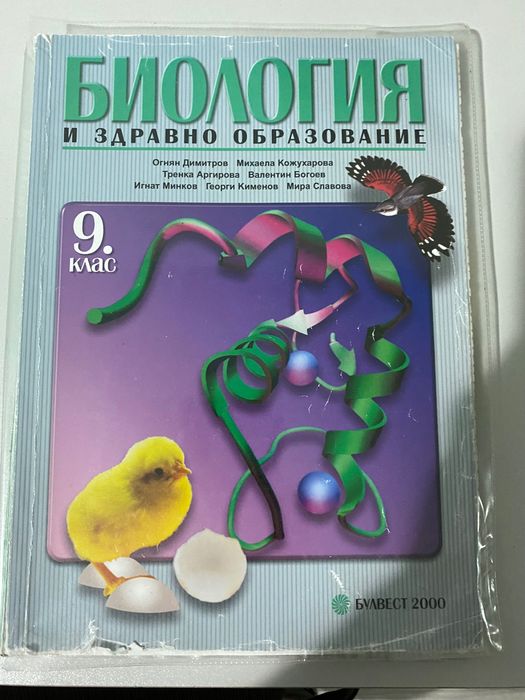 БИОЛОГИЯ
И ЗДРАВНО ОБРАЗОВАНИЕ
Огнян Димитров Михаела Кожухарова
Тренка Аргирова Валентин Богоев
Игнат Минков Георги Кименов Мира Славова
9.
КЛАС
БУЛВЕСТ 2000